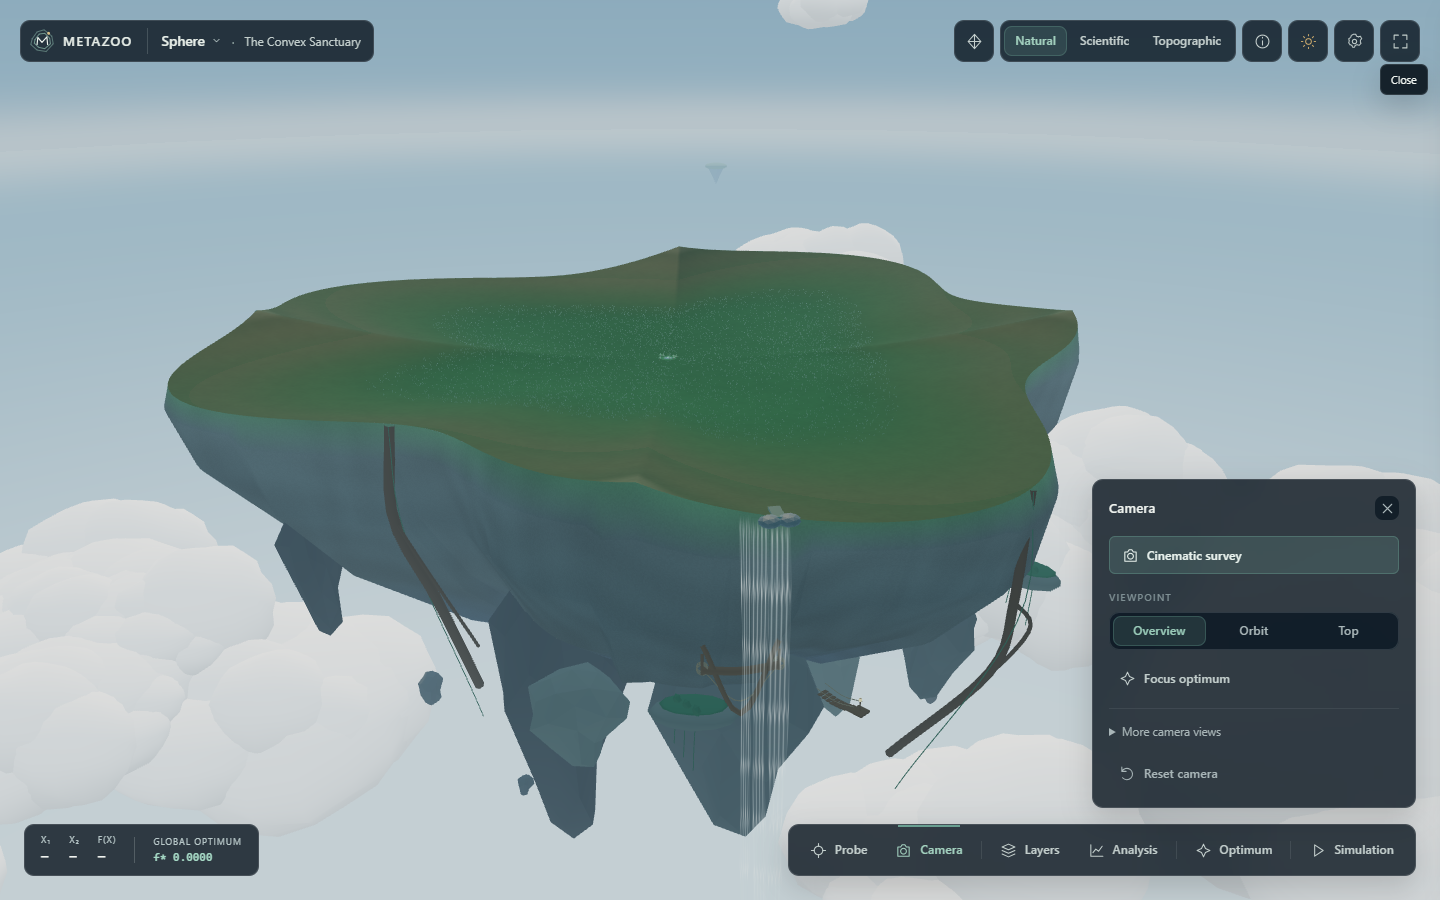 METAZOO Sphere · The Convex Sanctuary
Natural Scientific Topographic
Close
Camera
Cinematic survey
VIEWPOINT
Overview Orbit Top
Focus optimum
More camera views
Reset camera
X₁ X₂ F(X) GLOBAL OPTIMUM
– – – f* 0.0000
Probe Camera Layers Analysis Optimum Simulation